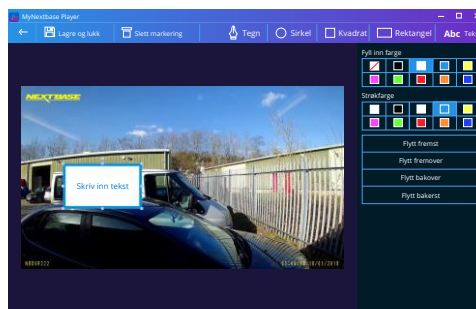 MyNextbase Player
Lagre og lukk
Slett markering
Tegn
Sirkel
Kvadrat
Rektangel
Abc
Fyll inn farge
Strøkfarge
Flytt fremst
Flytt fremover
Flytt bakover
Flytt bakerst
NEXTBASE
Skriv inn tekst